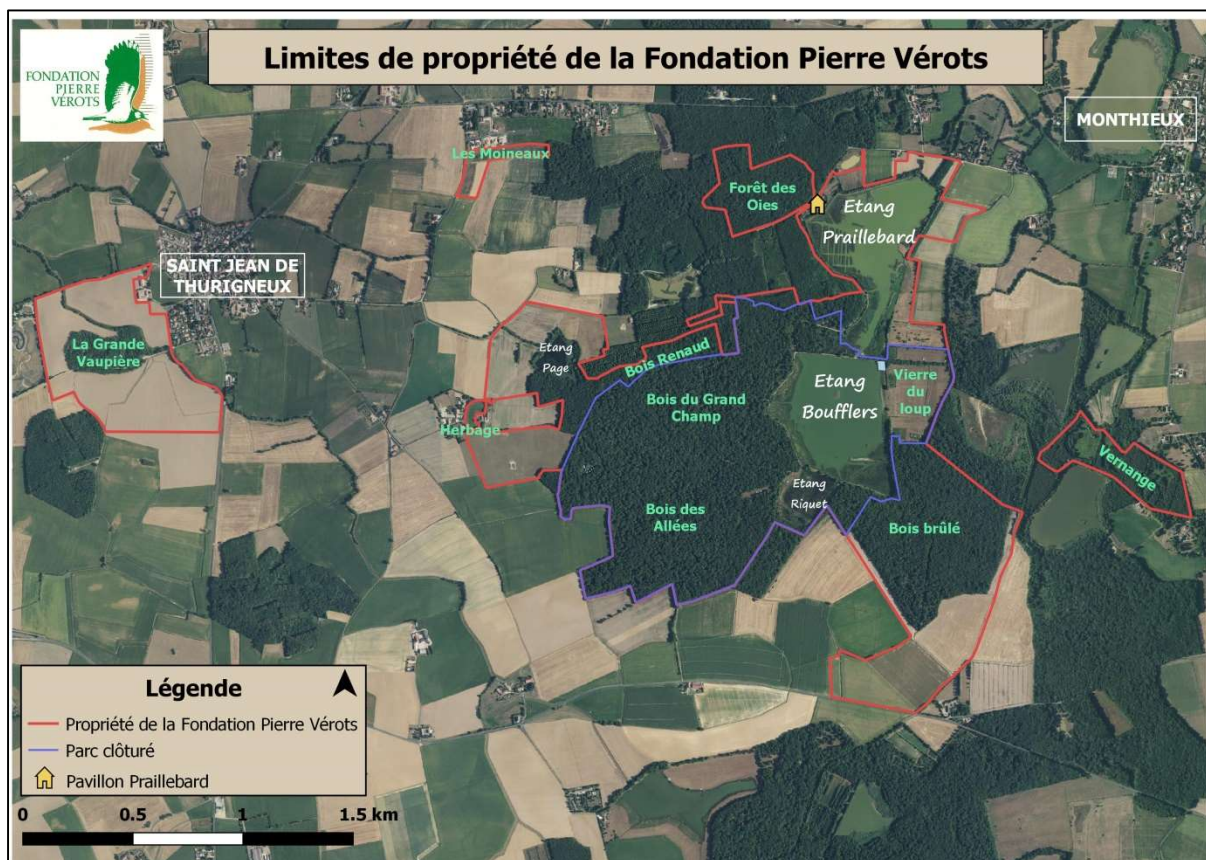 Limites de propriété de la Fondation Pierre Vérots
FONDATION
PIERRE
VÉROTS
MONTHIEUX
Les Moineaux
Forêt des
Oies
Etang
Praillebard
SAINT JEAN DE
THURIGNEUX
La Grande
Vaupière
Etang
Page
Bois Renaud
Bois du Grand
Champ
Etang
Boufflers
Vierre
du
loup
Herbage
Vernange
Etang
Riquet
Bois des
Allées
Bois brûlé
Légende
Propriété de la Fondation Pierre Vérots
Parc clôturé
Pavillon Praillebard
0 0.5 1 1.5 km